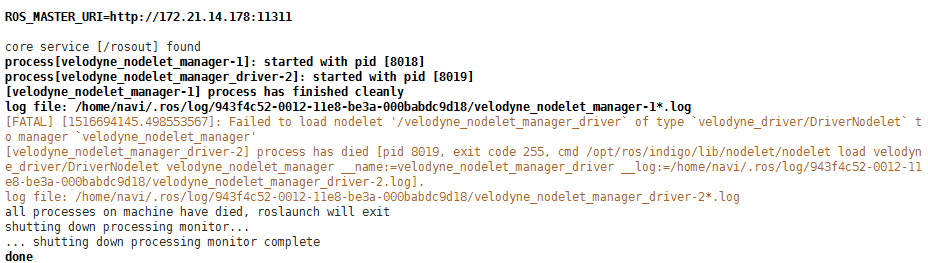 ROS_MASTER_URI=http://172.21.14.178:11311
core service [/rosout] found
process[velodyne_nodelet_manager-1]: started with pid [8018]
process[velodyne_nodelet_manager_driver-2]: started with pid [8019]
[velodyne_nodelet_manager-1] process has finished cleanly
log file: /home/navi/.ros/log/943f4c52-0012-11e8-be3a-000babdc9d18/velodyne_nodelet_manager-1*.log
[FATAL] [1516694145.498553567]: Failed to load nodelet '/velodyne_nodelet_manager_driver` of type `velodyne_driver/DriverNodelet` t
o manager `velodyne_nodelet_manager'
[velodyne_nodelet_manager_driver-2] process has died [pid 8019, exit code 255, cmd /opt/ros/indigo/lib/nodelet/nodelet load velodyn
e_driver/DriverNodelet velodyne_nodelet_manager __name:=velodyne_nodelet_manager_driver __log:=/home/navi/.ros/log/943f4c52-0012-11
e8-be3a-000babdc9d18/velodyne_nodelet_manager_driver-2.log].
log file: /home/navi/.ros/log/943f4c52-0012-11e8-be3a-000babdc9d18/velodyne_nodelet_manager_driver-2*.log
all processes on machine have died, roslaunch will exit
shutting down processing monitor...
... shutting down processing monitor complete
done